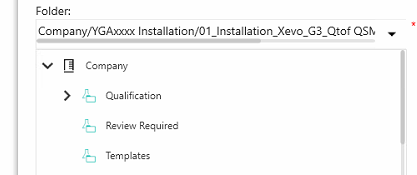 Folder:
Company/YGAxxxx Installation/01_Installation_Xevo_G3_Qtof QSM
*
Company
Qualification
Review Required
Templates